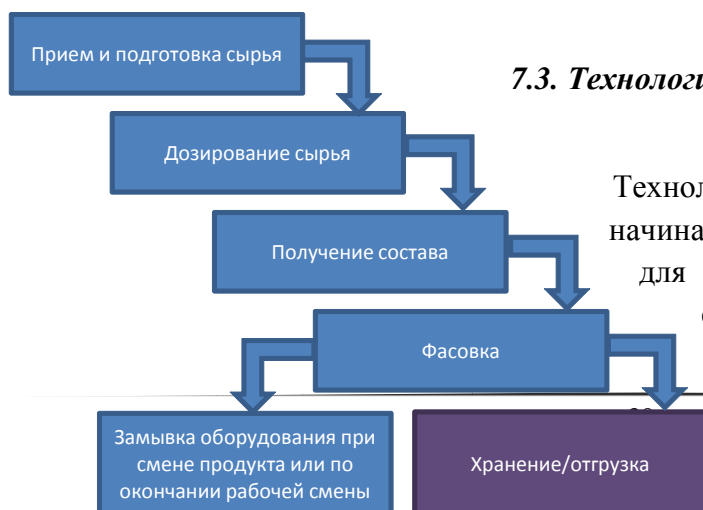 Прием и подготовка сырья
7.3. Технологи
Дозирование сырья
Технол
начина
для
Получение состава
Фасовка
Замывка оборудования при
смене продукта или по
окончании рабочей смены
Хранение/отгрузка